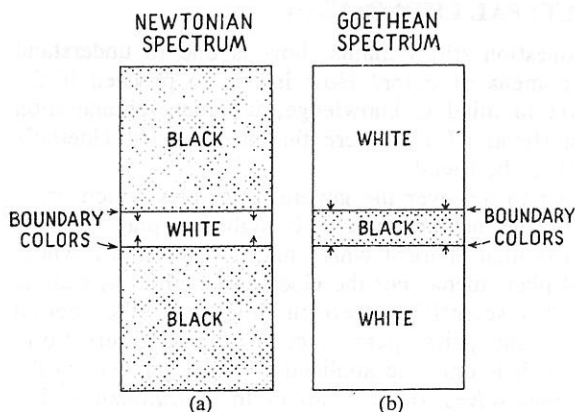 NEWTONIAN SPECTRUM
GOETHEAN SPECTRUM
BLACK
WHITE
BOUNDARY COLORS
WHITE
BLACK
BOUNDARY COLORS
BLACK
WHITE
(a)
(b)